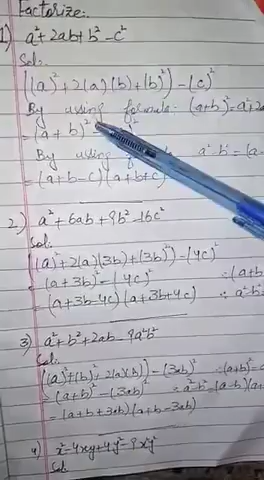 Factorize:
1) a²+2ab+b²-c²
Sol:
((a)²+2(a)(b)+(b)²)-(c)²
By using formula- (a+b)²=a²+2a
=(a+b)²
By using a²-b²=(a-
=(a+b-c)(a+b+c)
2) a²+6ab+9b²-16c²
Sol:
((a)²+2(a)(3b)+(3b)²)-(4c)²
=(a+3b)²-(4c)² ∴(a+b
=(a+3b-4c)(a+3b+4c) ∴a²-b²
3) a²+b²+2ab-9a²b²
Sol:
((a)²+(b)²+2(a)(b))-(3ab)² ∴(a+b)²=
=(a+b)²-(3ab)² ∴a²-b²=(a-b)(a+
=(a+b+3ab)(a+b-3ab)
4) x²-4xy+4y²-9x²y²
Sol